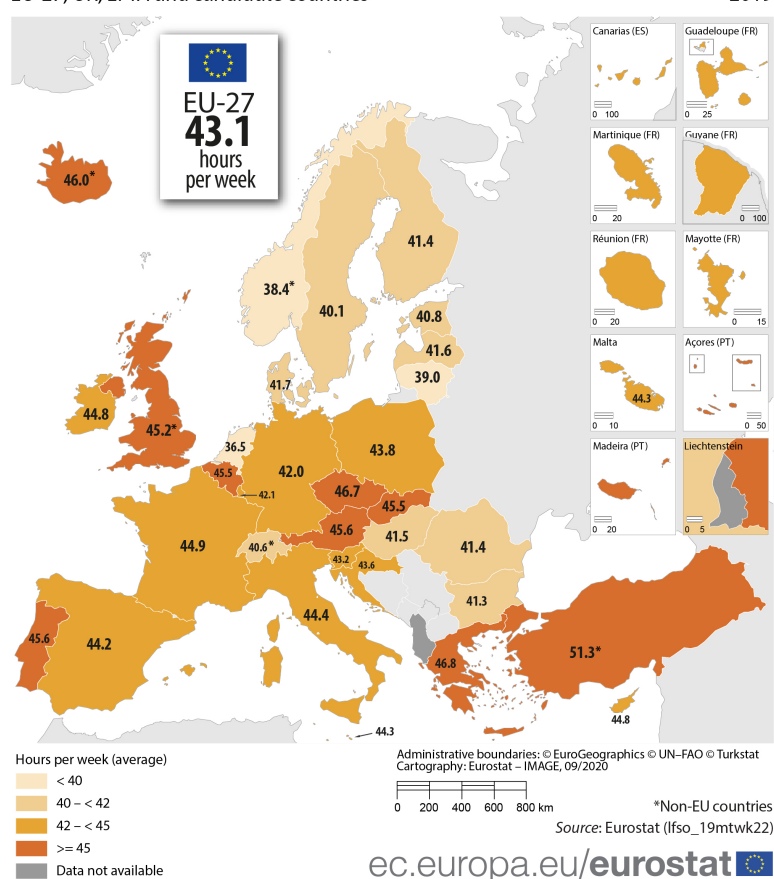 EU-27
43.1
hours
per week
Canarias (ES)
0 100
Guadeloupe (FR)
0 25
Martinique (FR)
0 20
Guyane (FR)
0 100
Réunion (FR)
0 20
Mayotte (FR)
0 15
Malta
44.3
0 10
Açores (PT)
0 50
Madeira (PT)
0 20
Liechtenstein
0 5
46.0*
38.4*
41.4
40.1
40.8
41.6
39.0
41.7
44.8
45.2*
36.5
45.5
42.1
42.0
43.8
46.7
45.5
45.6
41.5
41.4
44.9
40.6*
43.2
43.6
44.4
41.3
45.6
44.2
46.8
51.3*
44.8
44.3
Hours per week (average)
< 40
40 – < 42
42 – < 45
>= 45
Data not available
Administrative boundaries: © EuroGeographics © UN–FAO © Turkstat
Cartography: Eurostat – IMAGE, 09/2020
0 200 400 600 800 km
*Non-EU countries
Source: Eurostat (lfso_19mtwk22)
ec.europa.eu/eurostat